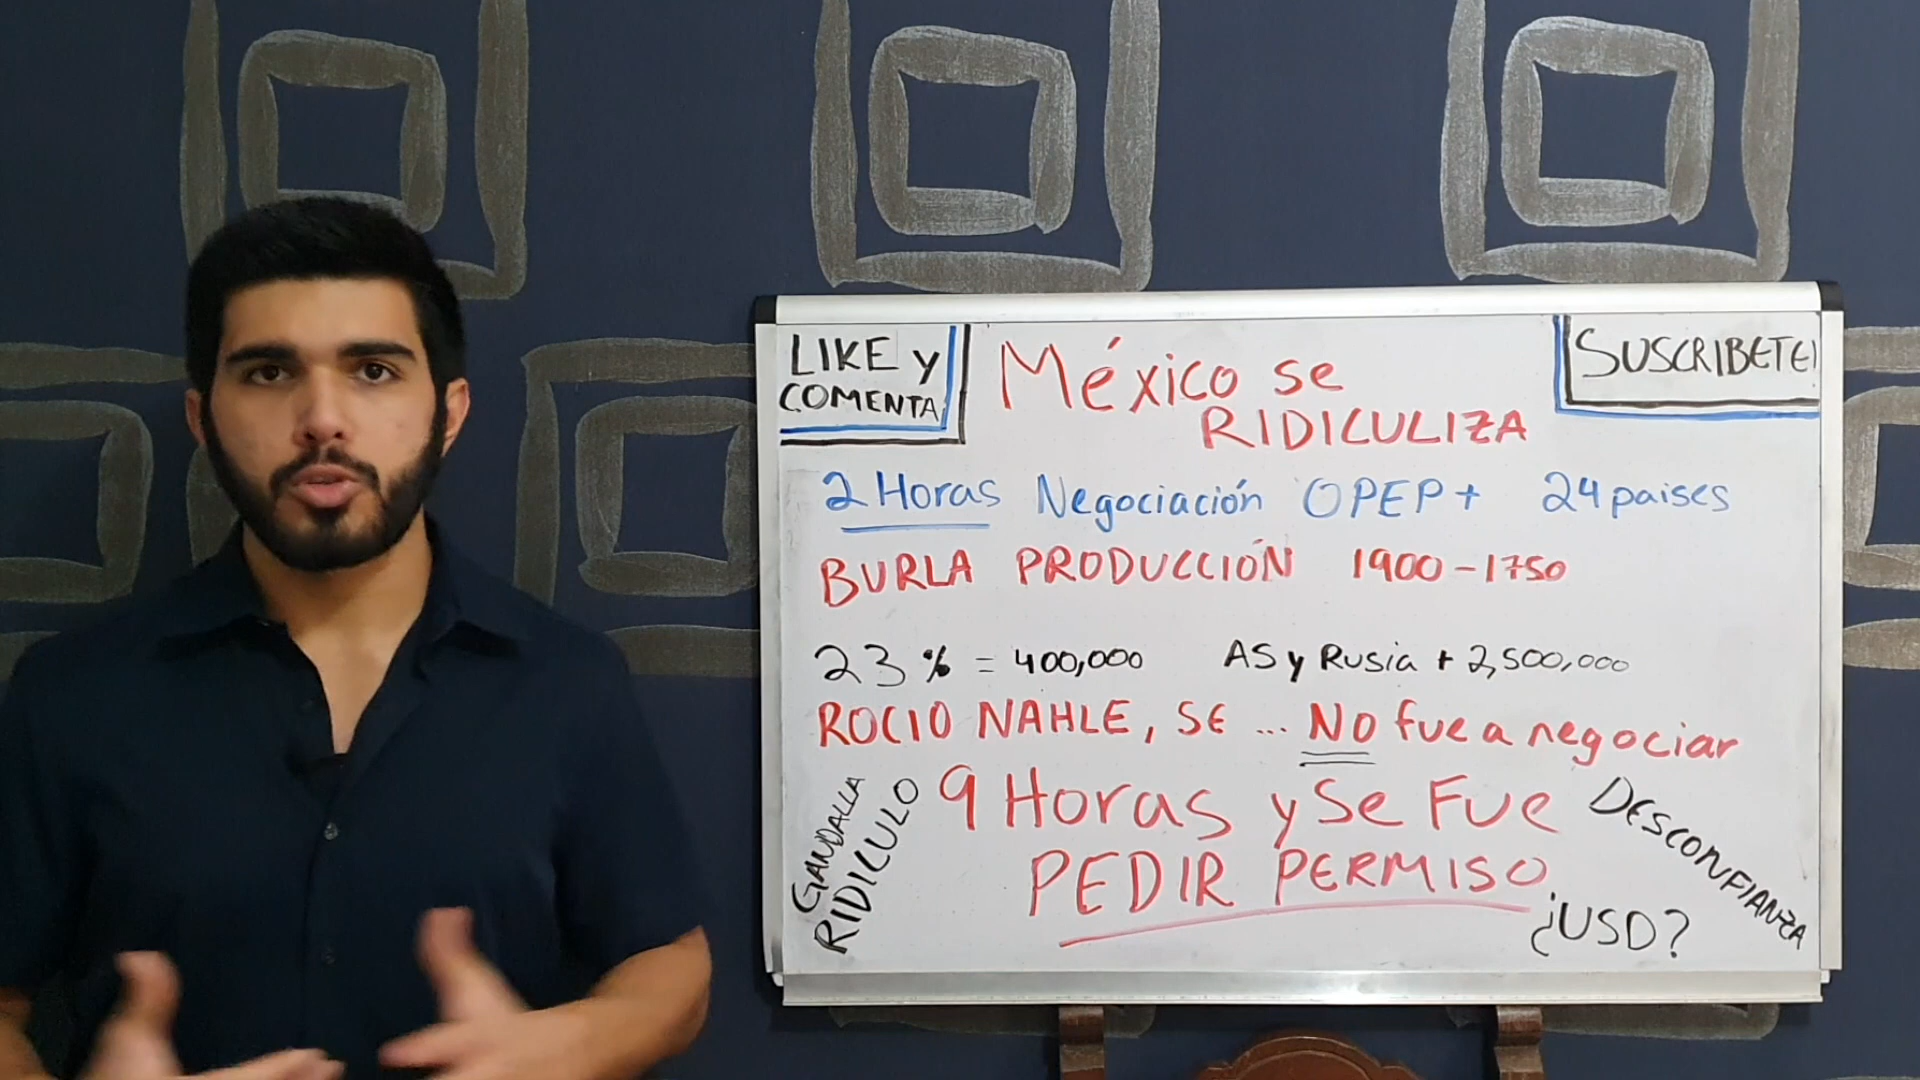 LIKE y
COMENTA
México se
RIDICULIZA
SUSCRIBETE!
2 Horas Negociación OPEP+ 24 paises
BURLA PRODUCCIÓN 1900-1750
23% = 400,000 AS y Rusia + 2,500,000
ROCIO NAHLE, SE ... NO fue a negociar
9 Horas y Se Fue
PEDIR PERMISO
GANDALLA
RIDICULO
DESCONFIANZA
¿USD?